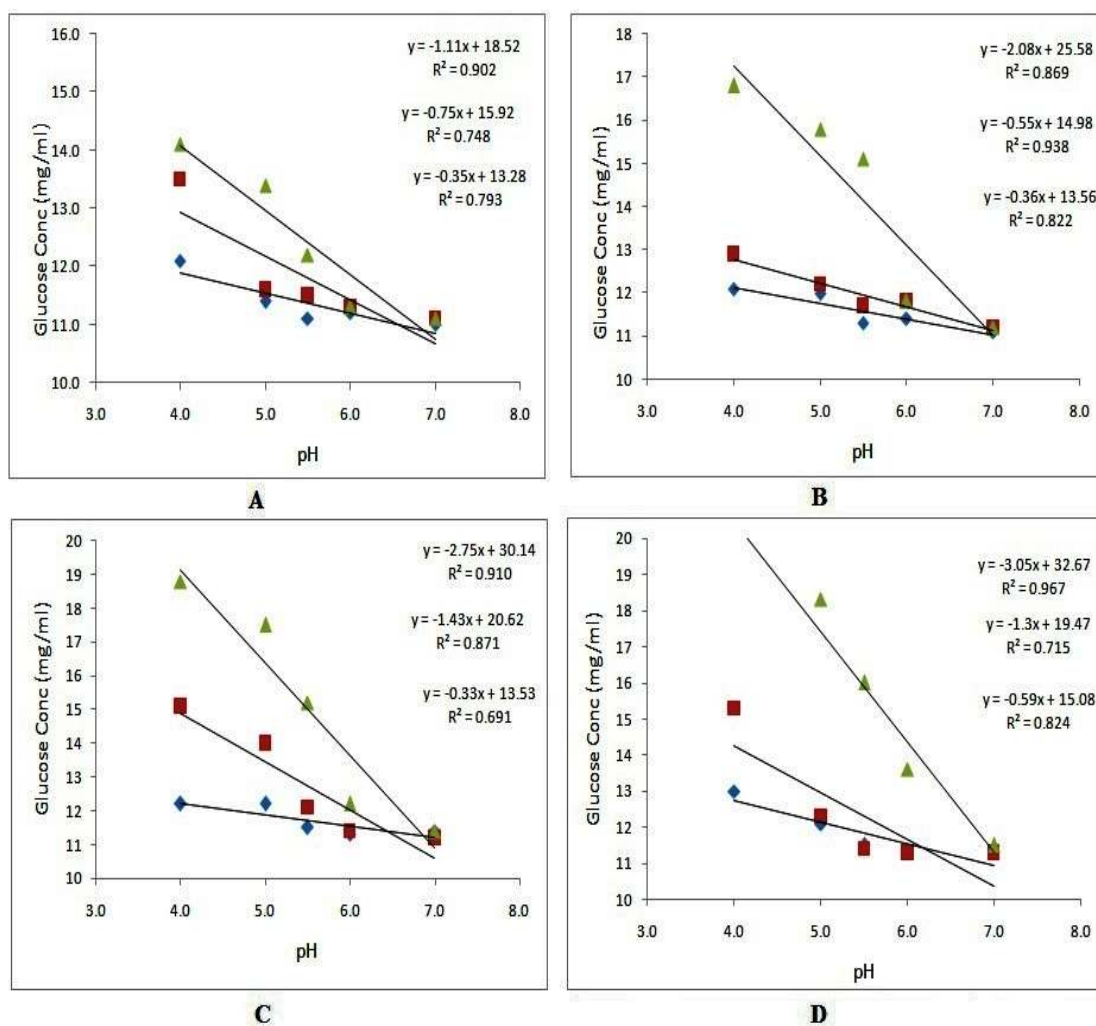 16.0
15.0
14.0
13.0
12.0
11.0
10.0
Glucose Conc (mg/ml)
3.0 4.0 5.0 6.0 7.0 8.0
pH
y = -1.11x + 18.52
R² = 0.902
y = -0.75x + 15.92
R² = 0.748
y = -0.35x + 13.28
R² = 0.793
A
18
17
16
15
14
13
12
11
10
Glucose Conc (mg/ml)
3.0 4.0 5.0 6.0 7.0 8.0
pH
y = -2.08x + 25.58
R² = 0.869
y = -0.55x + 14.98
R² = 0.938
y = -0.36x + 13.56
R² = 0.822
B
20
19
18
17
16
15
14
13
12
11
10
Glucose Conc (mg/ml)
3.0 4.0 5.0 6.0 7.0 8.0
pH
y = -2.75x + 30.14
R² = 0.910
y = -1.43x + 20.62
R² = 0.871
y = -0.33x + 13.53
R² = 0.691
C
20
19
18
17
16
15
14
13
12
11
10
Glucose Conc (mg/ml)
3.0 4.0 5.0 6.0 7.0 8.0
pH
y = -3.05x + 32.67
R² = 0.967
y = -1.3x + 19.47
R² = 0.715
y = -0.59x + 15.08
R² = 0.824
D